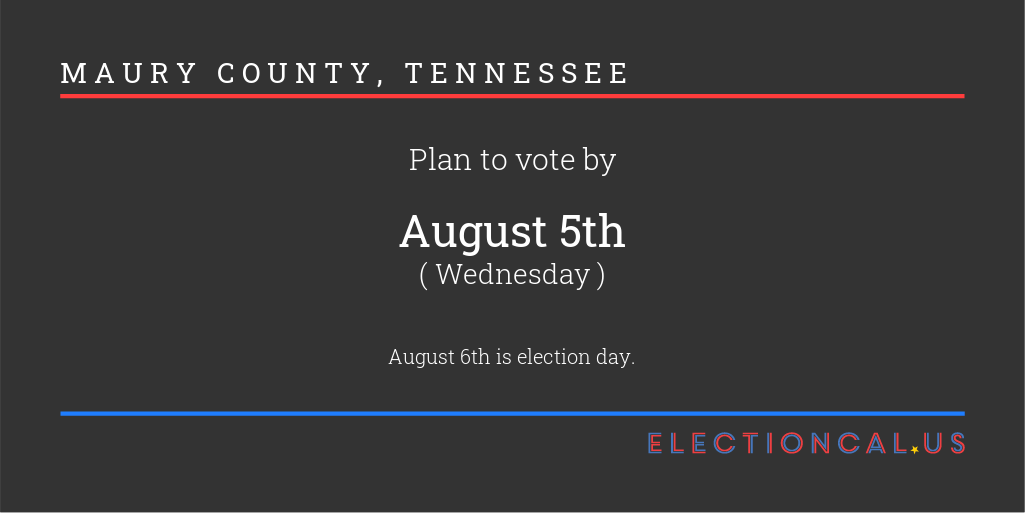 MAURY COUNTY, TENNESSEE
Plan to vote by
August 5th
( Wednesday )
August 6th is election day.
ELECTIONCAL.US